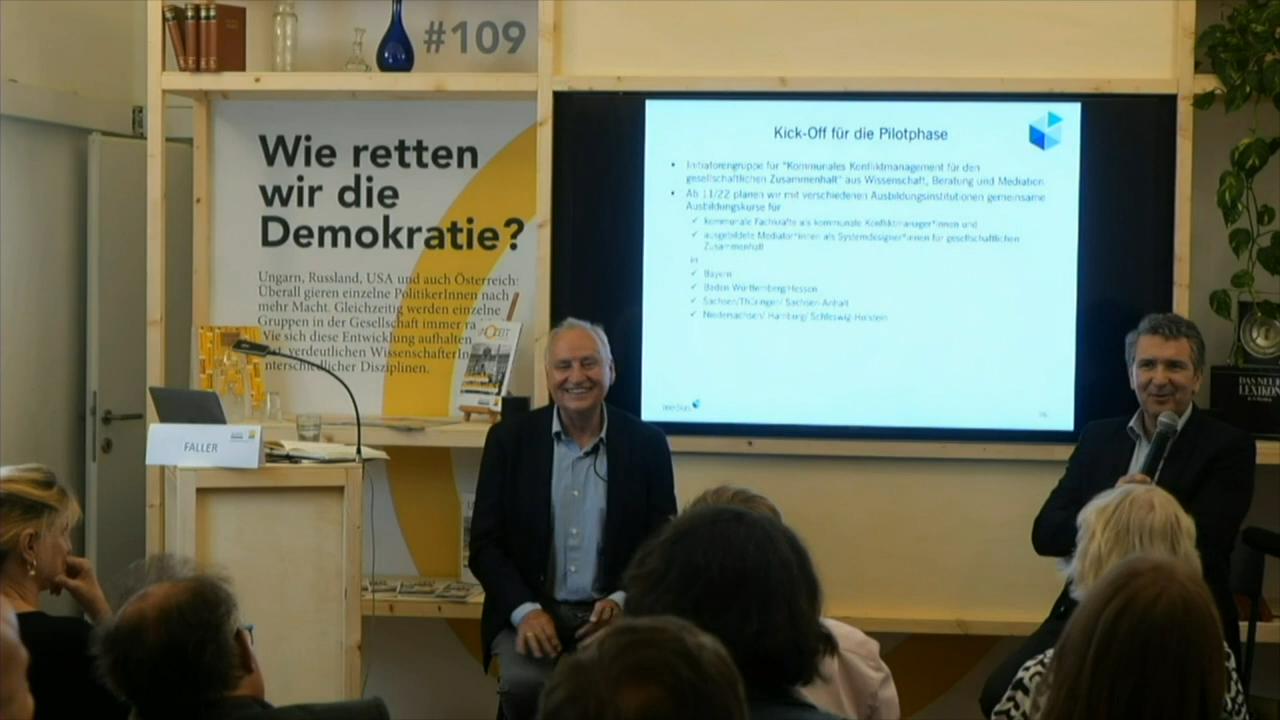 #109
Wie retten
wir die
Demokratie?
Ungarn, Russland, USA und auch Österreich:
Überall gieren einzelne PolitikerInnen nach
mehr Macht. Gleichzeitig werden einzelne
Gruppen in der Gesellschaft immer ra
Wie sich diese Entwicklung aufhalten
verdeutlichen WissenschafterIn
nterschiedlicher Disziplinen.
FALLER
Kick-Off für die Pilotphase
Initiatorengruppe für "Kommunales Konfliktmanagement für den
gesellschaftlichen Zusammenhalt" aus Wissenschaft, Beratung und Mediation
Ab 11/22 planen wir mit verschiedenen Ausbildungsinstitutionen gemeinsame
Ausbildungskurse für
kommunale Fachkräfte als kommunale Konfliktmanager*innen und
ausgebildete Mediator*innen als Systemdesigner*innen für gesellschaftlichen
Zusammenhalt
in
Bayern
Baden Württemberg/Hessen
Sachsen/Thüringen/ Sachsen-Anhalt
Niedersachsen/ Hamburg/ Schleswig-Holstein
medius
DAS NEUE
LEXIKON